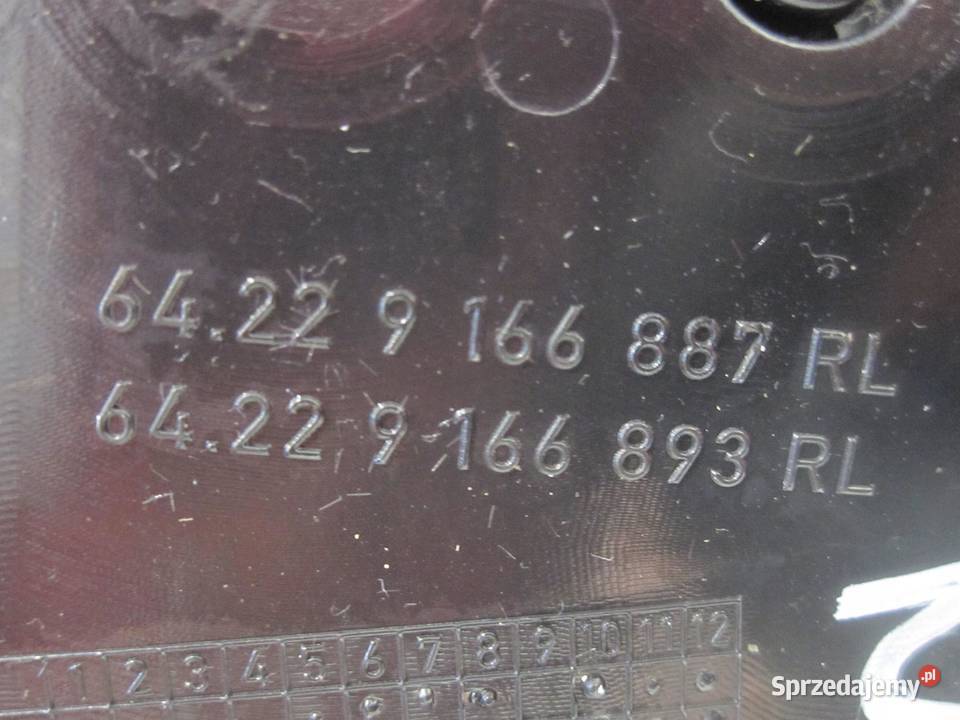 64.22 9 166 887 RL
64.22 9 166 893 RL
1 2 3 4 5 6 7 8 9 10 11 12
Sprzedajemy.pl